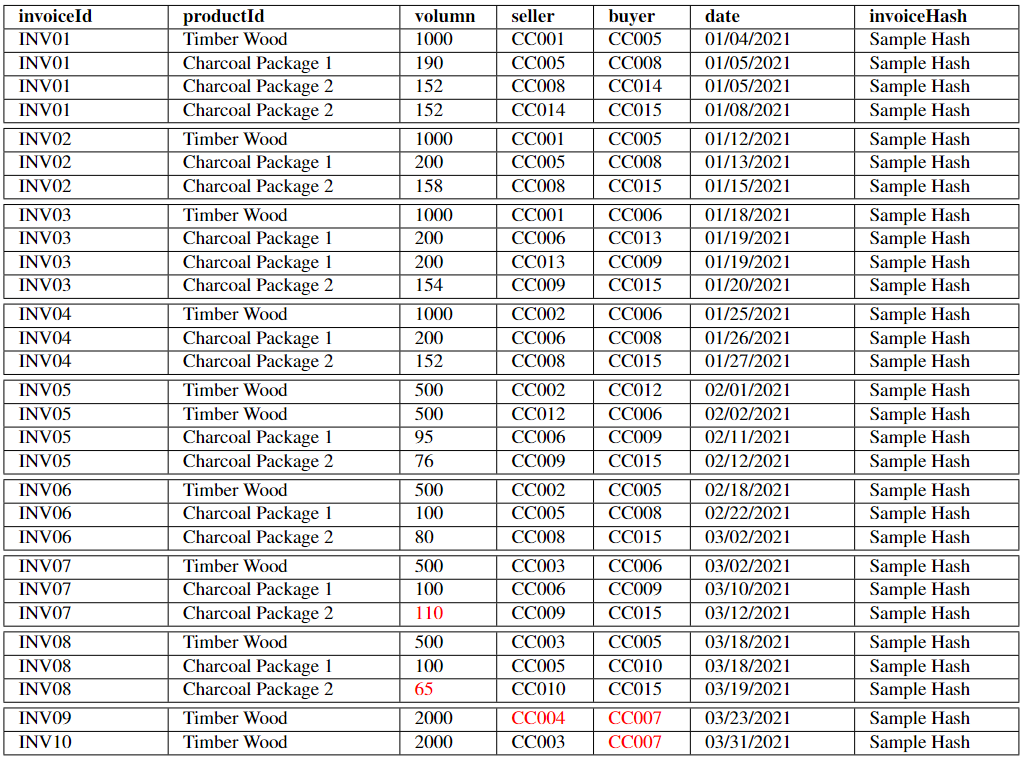 invoiceId productId volumn seller buyer date invoiceHash
INV01 Timber Wood 1000 CC001 CC005 01/04/2021 Sample Hash
INV01 Charcoal Package 1 190 CC005 CC008 01/05/2021 Sample Hash
INV01 Charcoal Package 2 152 CC008 CC014 01/05/2021 Sample Hash
INV01 Charcoal Package 2 152 CC014 CC015 01/08/2021 Sample Hash
INV02 Timber Wood 1000 CC001 CC005 01/12/2021 Sample Hash
INV02 Charcoal Package 1 200 CC005 CC008 01/13/2021 Sample Hash
INV02 Charcoal Package 2 158 CC008 CC015 01/15/2021 Sample Hash
INV03 Timber Wood 1000 CC001 CC006 01/18/2021 Sample Hash
INV03 Charcoal Package 1 200 CC006 CC013 01/19/2021 Sample Hash
INV03 Charcoal Package 1 200 CC013 CC009 01/19/2021 Sample Hash
INV03 Charcoal Package 2 154 CC009 CC015 01/20/2021 Sample Hash
INV04 Timber Wood 1000 CC002 CC006 01/25/2021 Sample Hash
INV04 Charcoal Package 1 200 CC006 CC008 01/26/2021 Sample Hash
INV04 Charcoal Package 2 152 CC008 CC015 01/27/2021 Sample Hash
INV05 Timber Wood 500 CC002 CC012 02/01/2021 Sample Hash
INV05 Timber Wood 500 CC012 CC006 02/02/2021 Sample Hash
INV05 Charcoal Package 1 95 CC006 CC009 02/11/2021 Sample Hash
INV05 Charcoal Package 2 76 CC009 CC015 02/12/2021 Sample Hash
INV06 Timber Wood 500 CC002 CC005 02/18/2021 Sample Hash
INV06 Charcoal Package 1 100 CC005 CC008 02/22/2021 Sample Hash
INV06 Charcoal Package 2 80 CC008 CC015 03/02/2021 Sample Hash
INV07 Timber Wood 500 CC003 CC006 03/02/2021 Sample Hash
INV07 Charcoal Package 1 100 CC006 CC009 03/10/2021 Sample Hash
INV07 Charcoal Package 2 110 CC009 CC015 03/12/2021 Sample Hash
INV08 Timber Wood 500 CC003 CC005 03/18/2021 Sample Hash
INV08 Charcoal Package 1 100 CC005 CC010 03/18/2021 Sample Hash
INV08 Charcoal Package 2 65 CC010 CC015 03/19/2021 Sample Hash
INV09 Timber Wood 2000 CC004 CC007 03/23/2021 Sample Hash
INV10 Timber Wood 2000 CC003 CC007 03/31/2021 Sample Hash